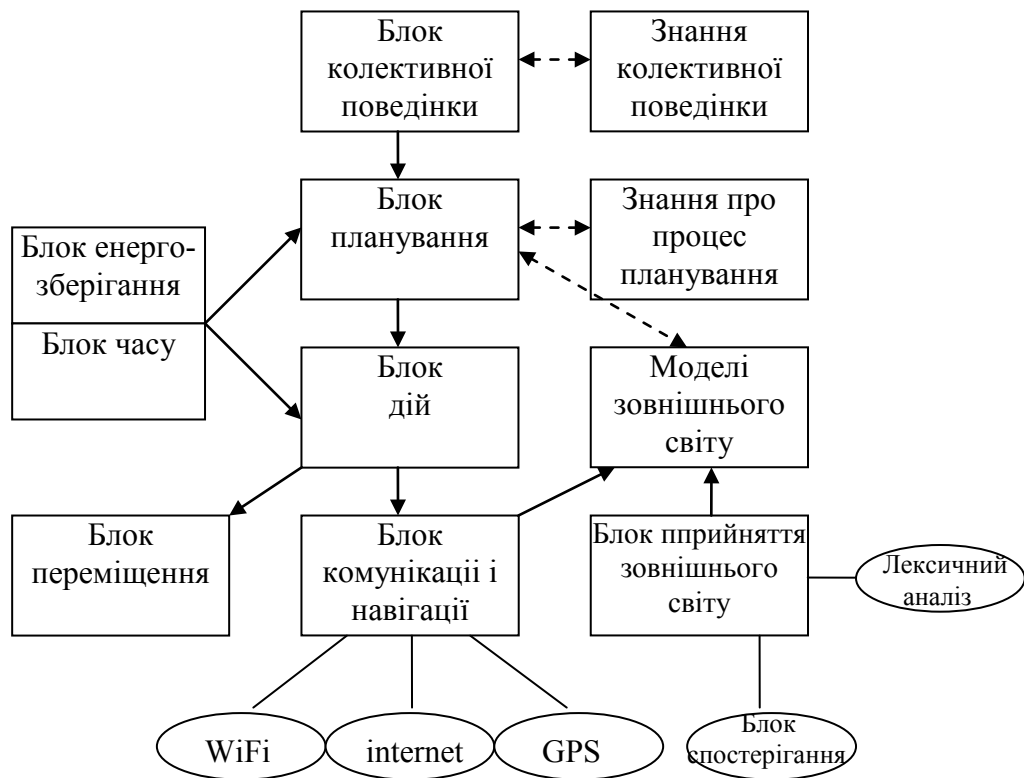 Блок
колективної
поведінки
Знання
колективної
поведінки
Блок
планування
Знання про
процес
планування
Блок енерго-
зберігання
Блок часу
Блок
дій
Моделі
зовнішнього
світу
Блок
переміщення
Блок
комунікації і
навігації
Блок пприйняття
зовнішнього
світу
Лексичний
аналіз
WiFi
internet
GPS
Блок
спостерігання